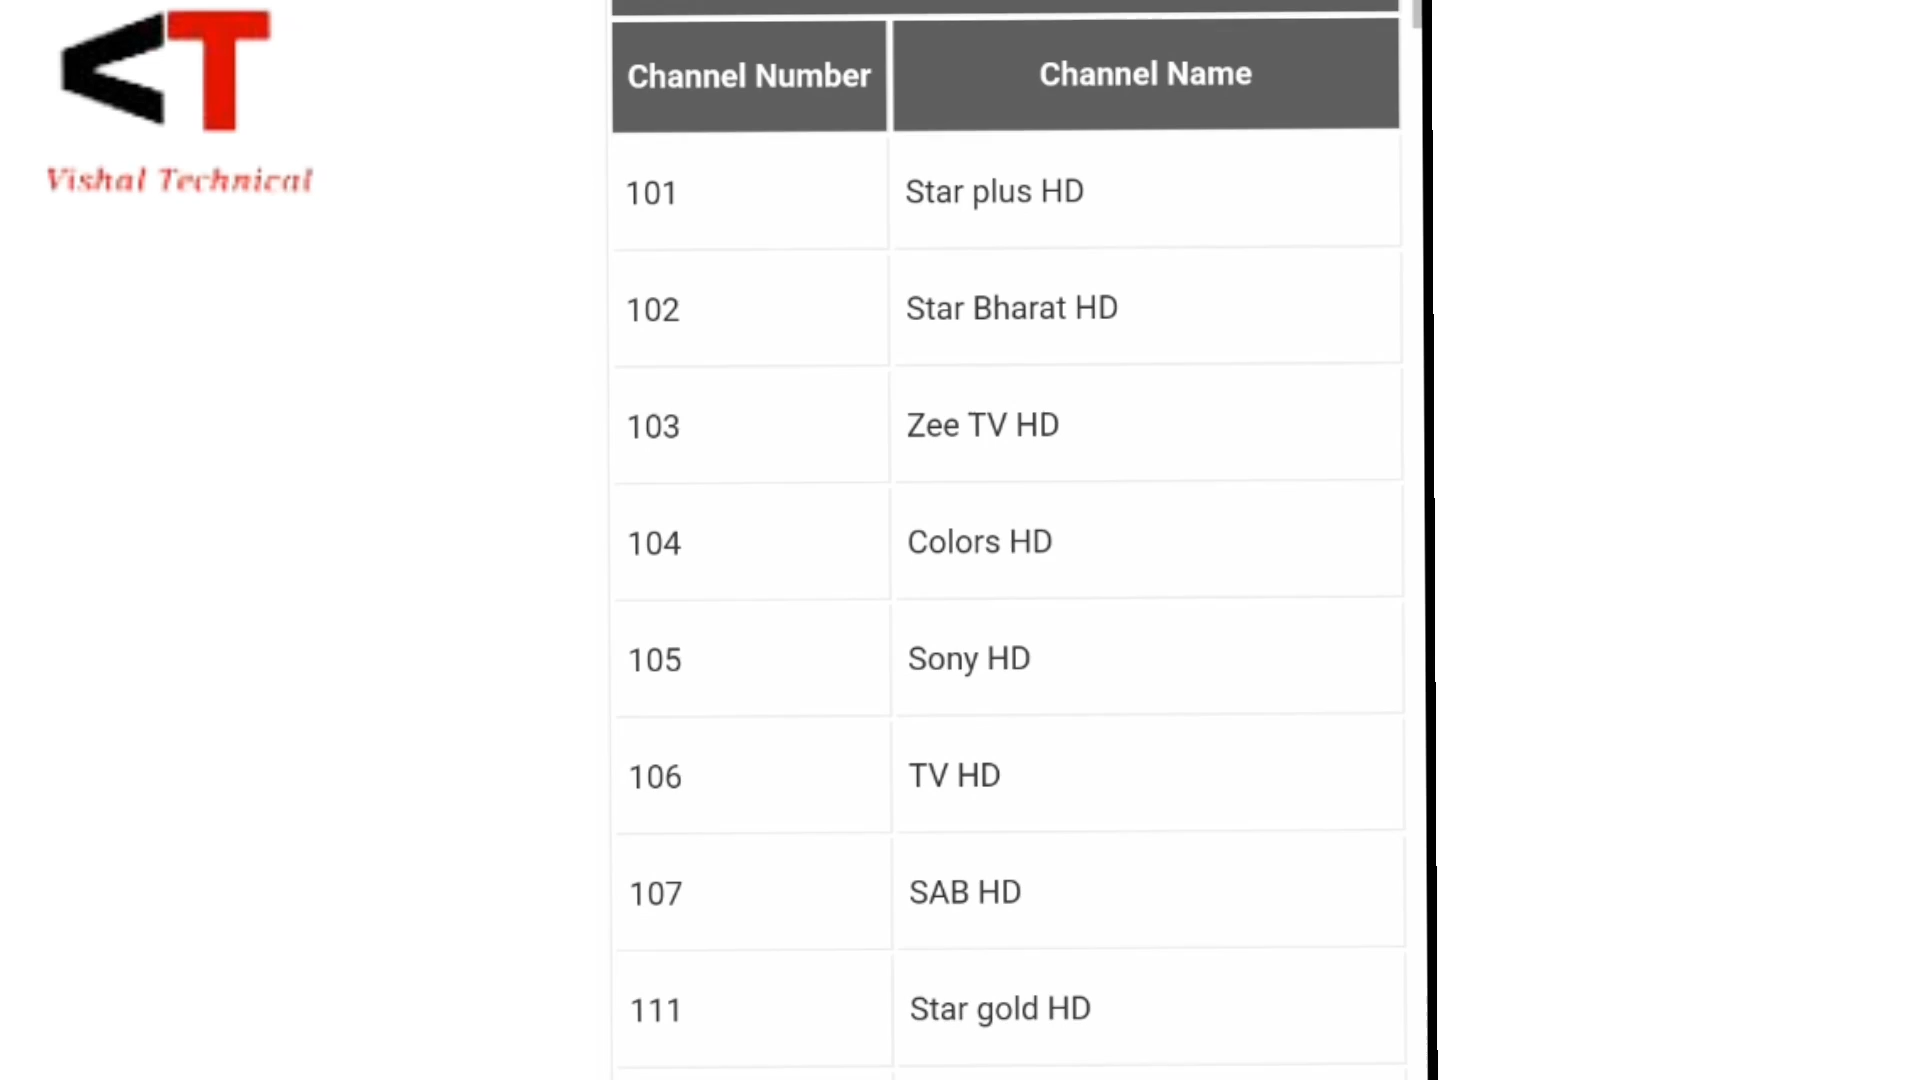 VT
Vishal Technical
Channel Number Channel Name
101 Star plus HD
102 Star Bharat HD
103 Zee TV HD
104 Colors HD
105 Sony HD
106 TV HD
107 SAB HD
111 Star gold HD